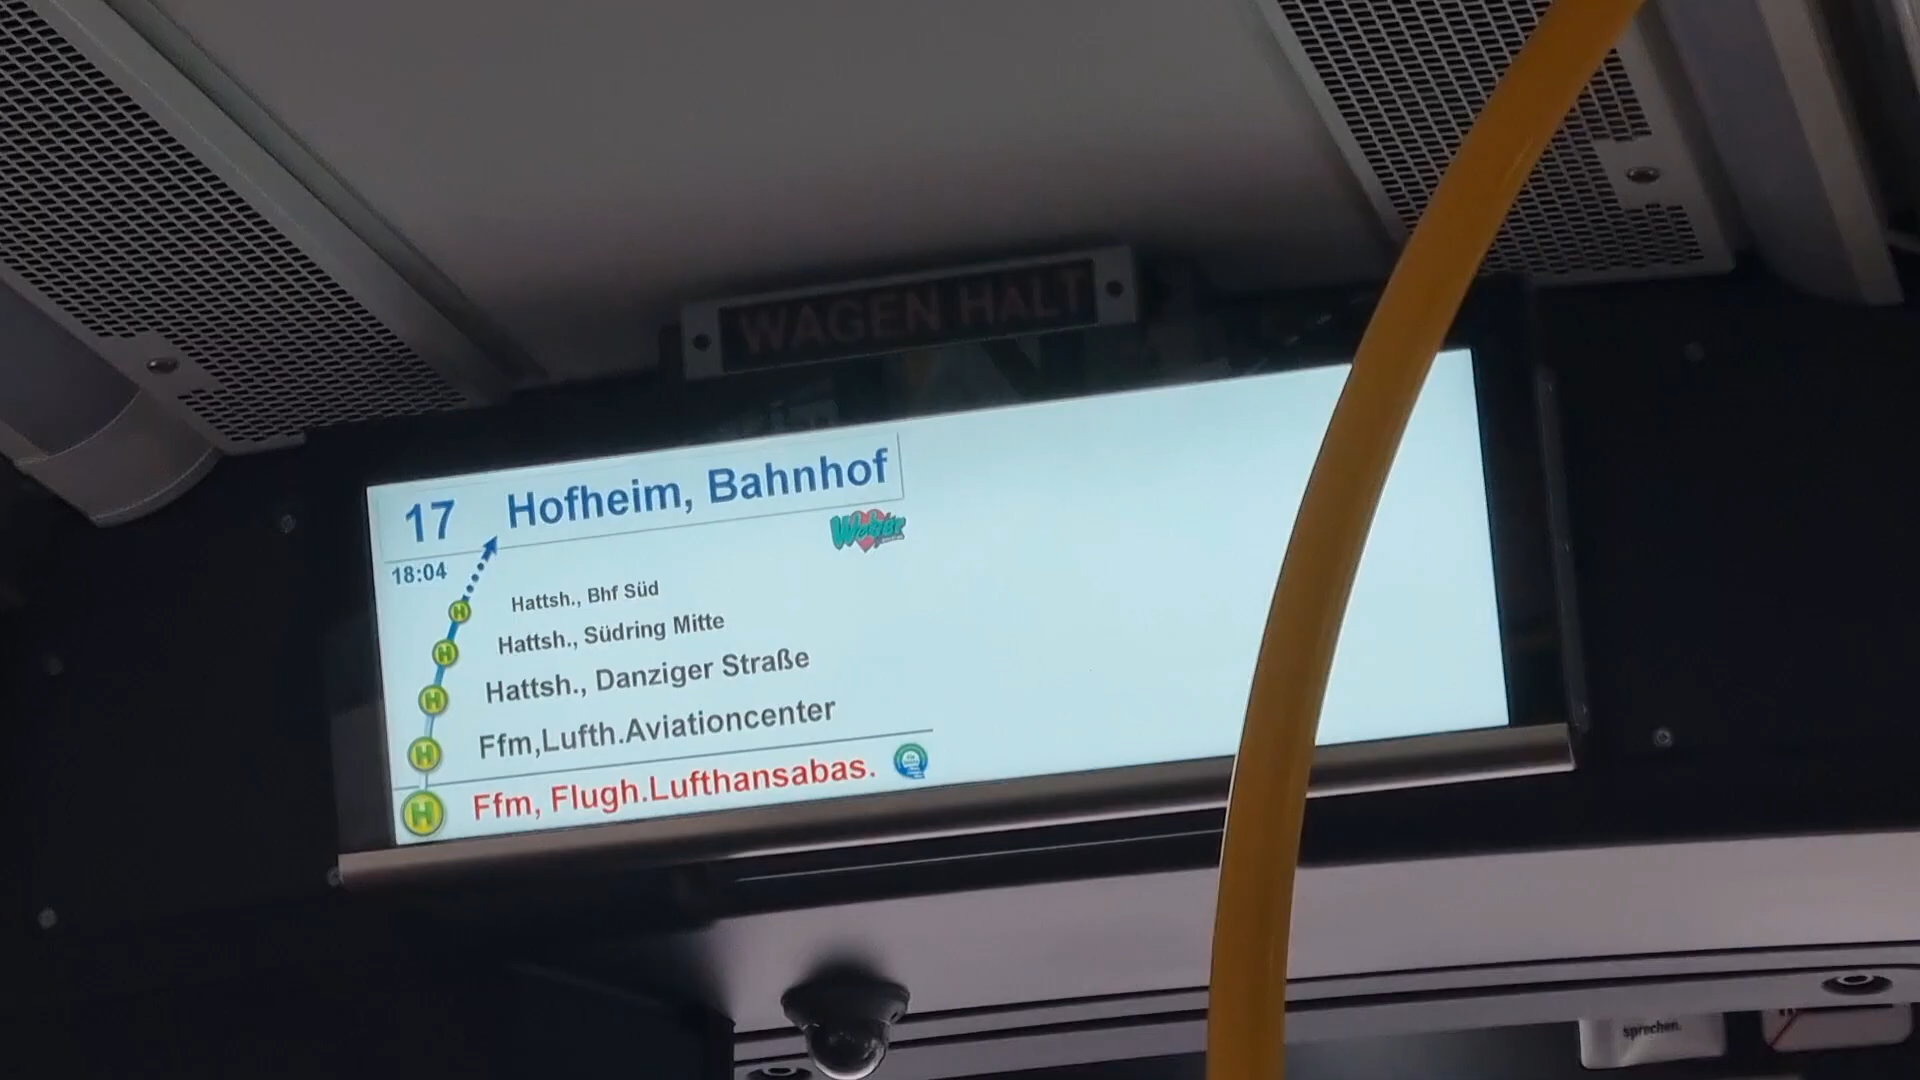 WAGEN HALT
17 Hofheim, Bahnhof
18:04
Hattsh., Bhf Süd
Hattsh., Südring Mitte
Hattsh., Danziger Straße
Ffm,Lufth.Aviationcenter
Ffm, Flugh.Lufthansabas.
H
H
H
H
H
sprechen.